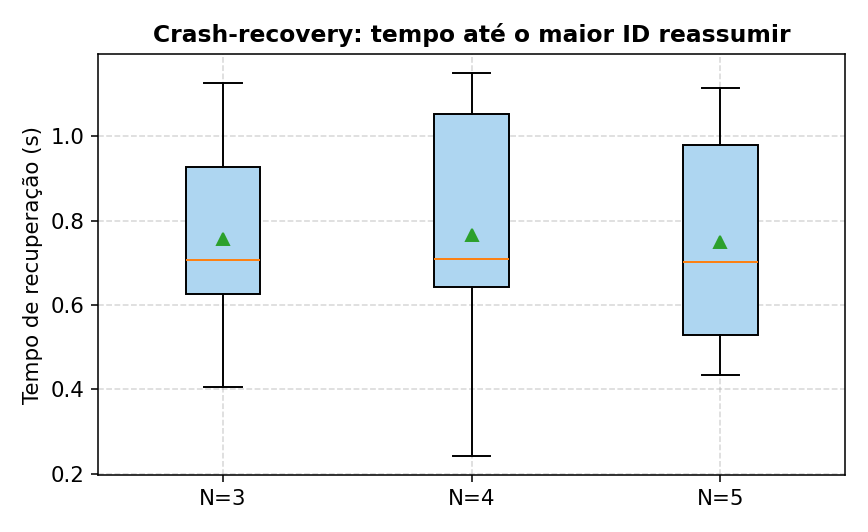 Crash-recovery: tempo até o maior ID reassumir
Tempo de recuperação (s)
1.0
0.8
0.6
0.4
0.2
N=3
N=4
N=5